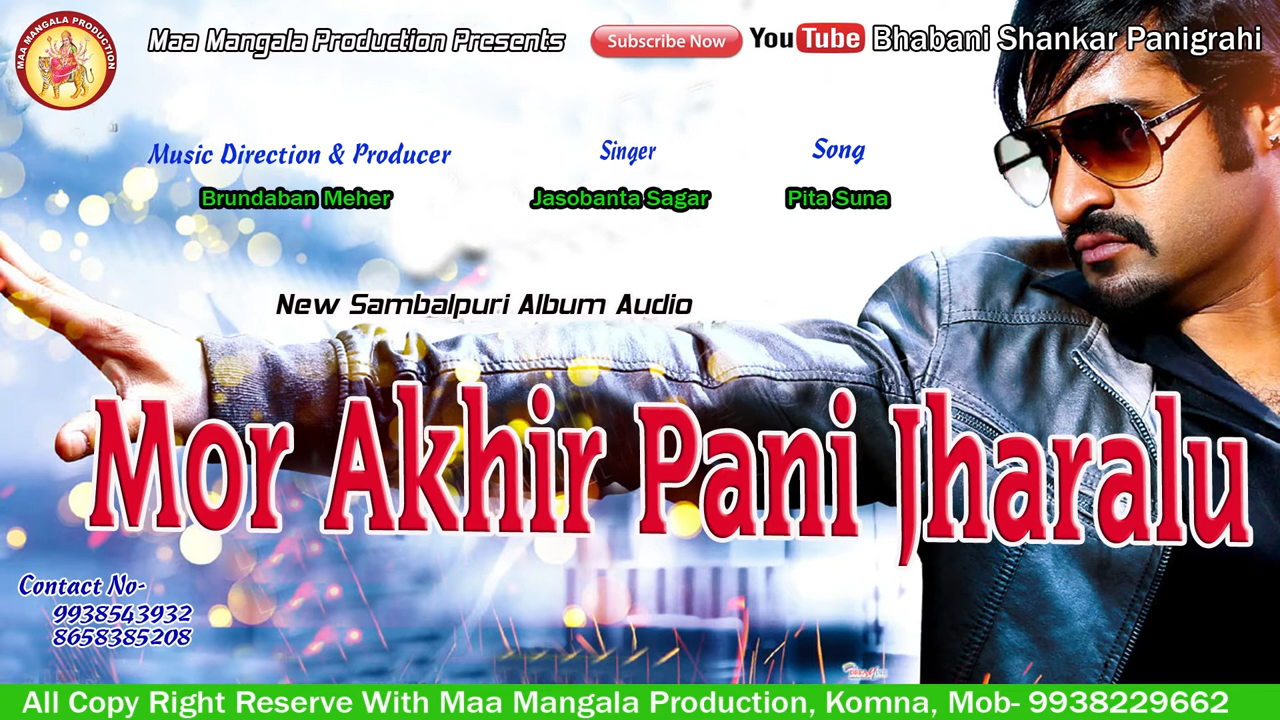 MAA MANGALA PRODUCTION
Maa Mangala Production Presents
Subscribe Now
YouTube Bhabani Shankar Panigrahi
Music Direction & Producer
Brundaban Meher
Singer
Jasobanta Sagar
Song
Pita Suna
New Sambalpuri Album Audio
Mor Akhir Pani Jharalu
Contact No-
9938543932
8658385208
All Copy Right Reserve With Maa Mangala Production, Komna, Mob- 9938229662